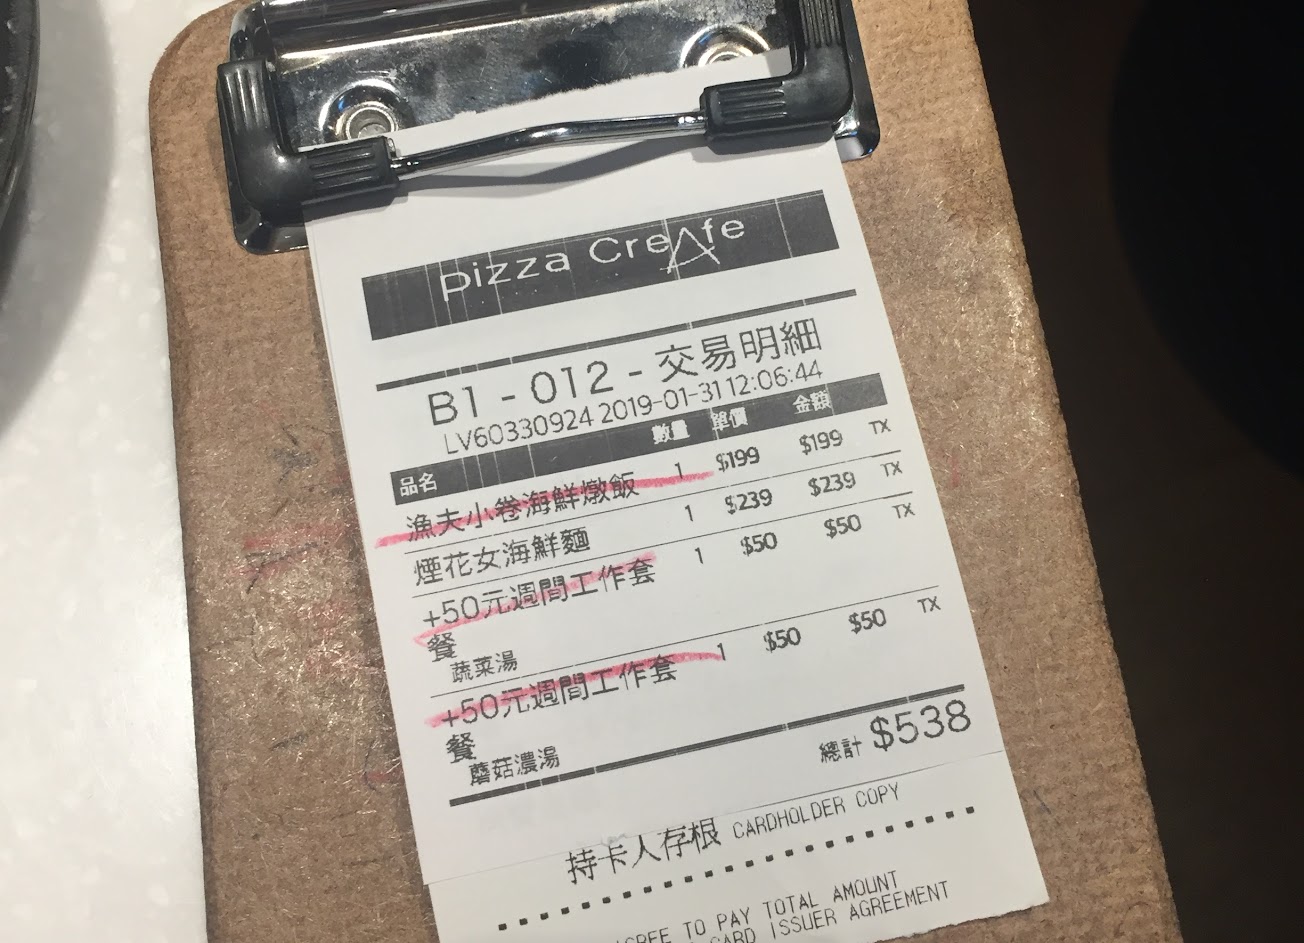 pizza CreAfe
B1 - 012 - 交易明細
LV60330924 2019-01-31 12:06:44
品名 數量 單價 金額
漁夫小卷海鮮燉飯 1 $199 $199 TX
煙花女海鮮麵 1 $239 $239 TX
+50元週間工作套 1 $50 $50 TX
餐
蔬菜湯
+50元週間工作套 1 $50 $50 TX
餐
蘑菇濃湯
總計 $538
持卡人存根 CARDHOLDER COPY
AGREE TO PAY TOTAL AMOUNT
CARD ISSUER AGREEMENT